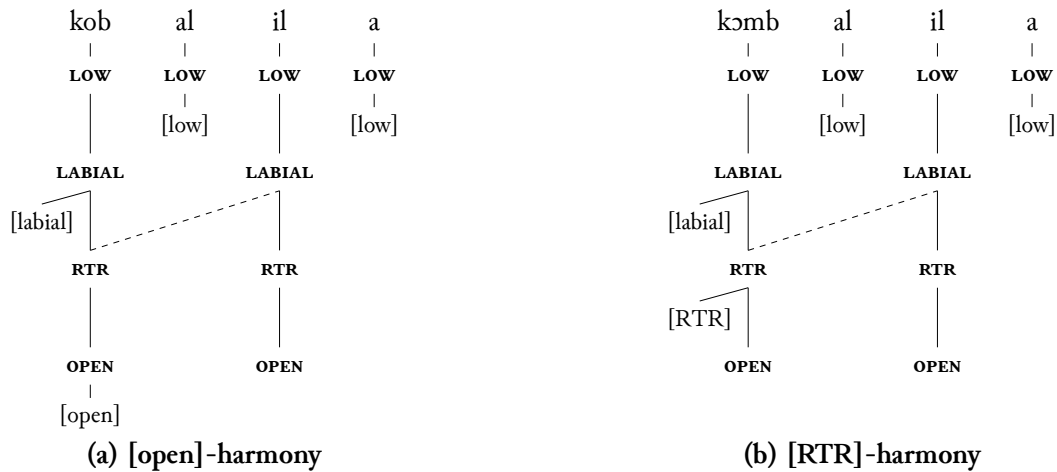 kob al il a kɔmb al il a
LOW LOW LOW LOW LOW LOW LOW LOW
[low] [low] [low] [low]
LABIAL LABIAL LABIAL LABIAL
[labial] [labial]
RTR RTR RTR RTR
[RTR]
OPEN OPEN OPEN OPEN
[open]
(a) [open]-harmony (b) [RTR]-harmony